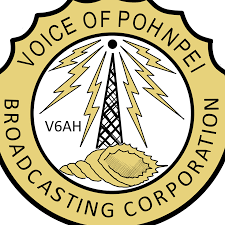 VOICE OF POHNPEI
V6AH
BROADCASTING CORPORATION